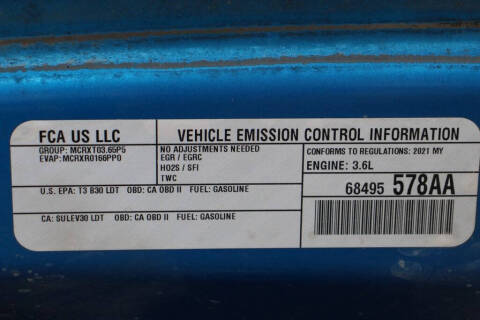 FCA US LLC
VEHICLE EMISSION CONTROL INFORMATION
GROUP: MCRXT03.65P5
EVAP: MCRXR0166PP0
NO ADJUSTMENTS NEEDED
EGR / EGRC
HO2S / SFI
TWC
CONFORMS TO REGULATIONS: 2021 MY
ENGINE: 3.6L
68495 578AA
U.S. EPA: T3 B30 LDT OBD: CA OBD II FUEL: GASOLINE
CA: SULEV30 LDT OBD: CA OBD II FUEL: GASOLINE